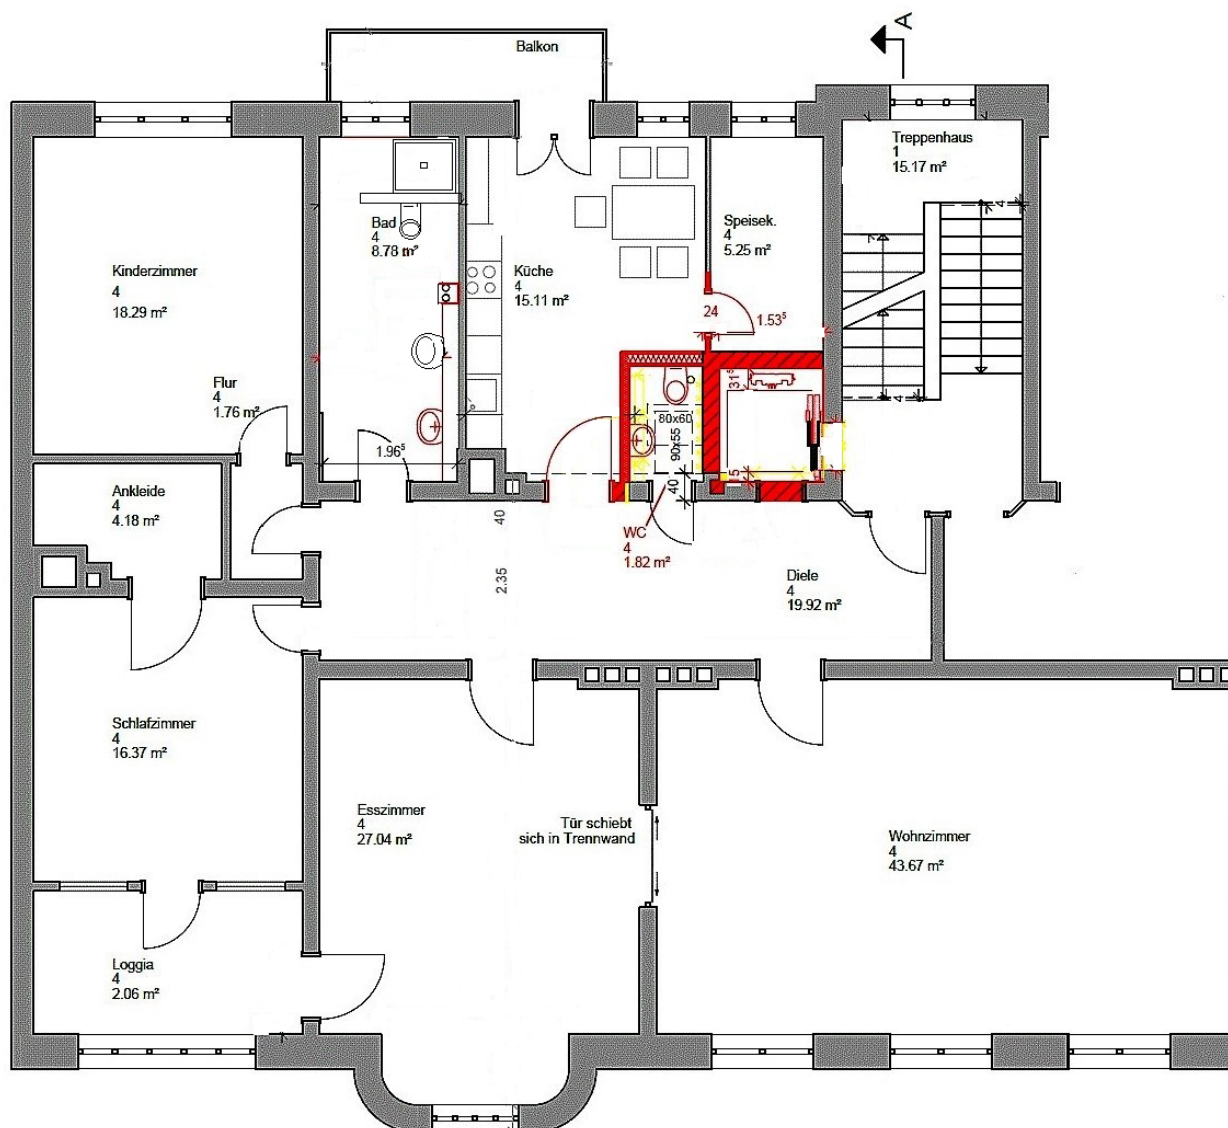 A
Balkon
Treppenhaus
1
15.17 m²
Bad
4
8.78 m²
Speisek.
4
5.25 m²
4
Kinderzimmer
4
18.29 m²
Küche
4
15.11 m²
24
1.53⁵
Flur
4
1.76 m²
31⁵
4
80x60
90x55
1.96⁵
15
40
Ankleide
4
4.18 m²
40
WC
4
1.82 m²
2.35
Diele
4
19.92 m²
Schlafzimmer
4
16.37 m²
Esszimmer
4
27.04 m²
Tür schiebt
sich in Trennwand
Wohnzimmer
4
43.67 m²
Loggia
4
2.06 m²